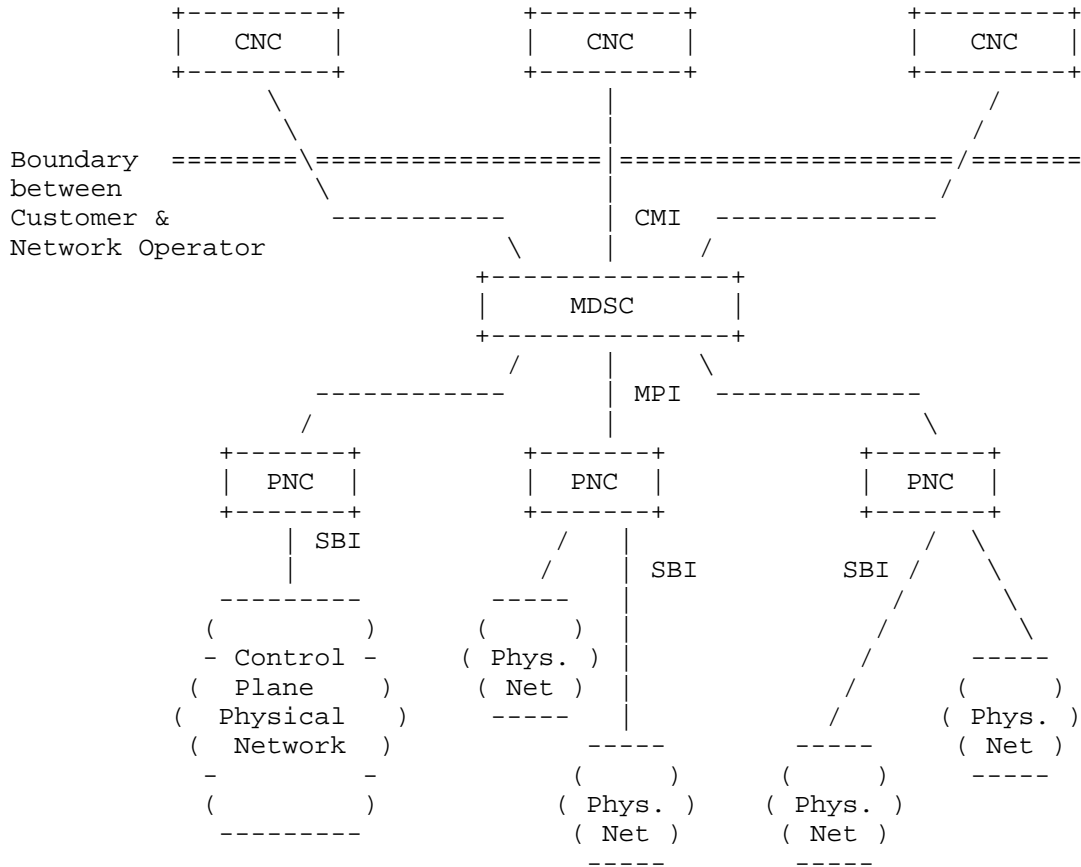 CNC CNC CNC
Boundary
between
Customer & CMI
Network Operator
MDSC
MPI
PNC PNC PNC
SBI
SBI SBI
Control Phys.
Plane Net
Physical Phys.
Network Net
Phys. Phys.
Net Net